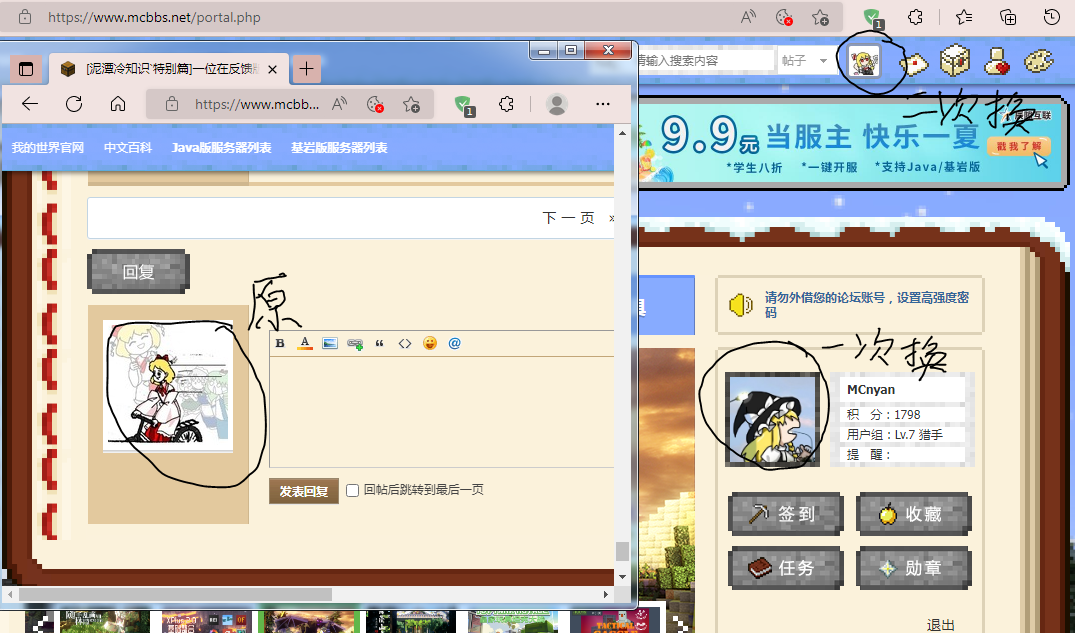 https://www.mcbbs.net/portal.php
1
[泥潭冷知识'特别篇]一位在反馈
https://www.mcbb...
1
请输入搜索内容
帖子
二次换
我的世界官网 中文百科 Java版服务器列表 基岩版服务器列表
9.9元 当服主 快乐一夏
戳我了解
*学生八折 *一键开服 *支持Java/基岩版
下一页 »
回复
原
B A “ <> @
发表回复
回帖后跳转到最后一页
请勿外借您的论坛账号，设置高强度密
码
一次换
MCnyan
积 分：1798
用户组：Lv.7 猎手
提 醒：
签到
收藏
任务
勋章
退出